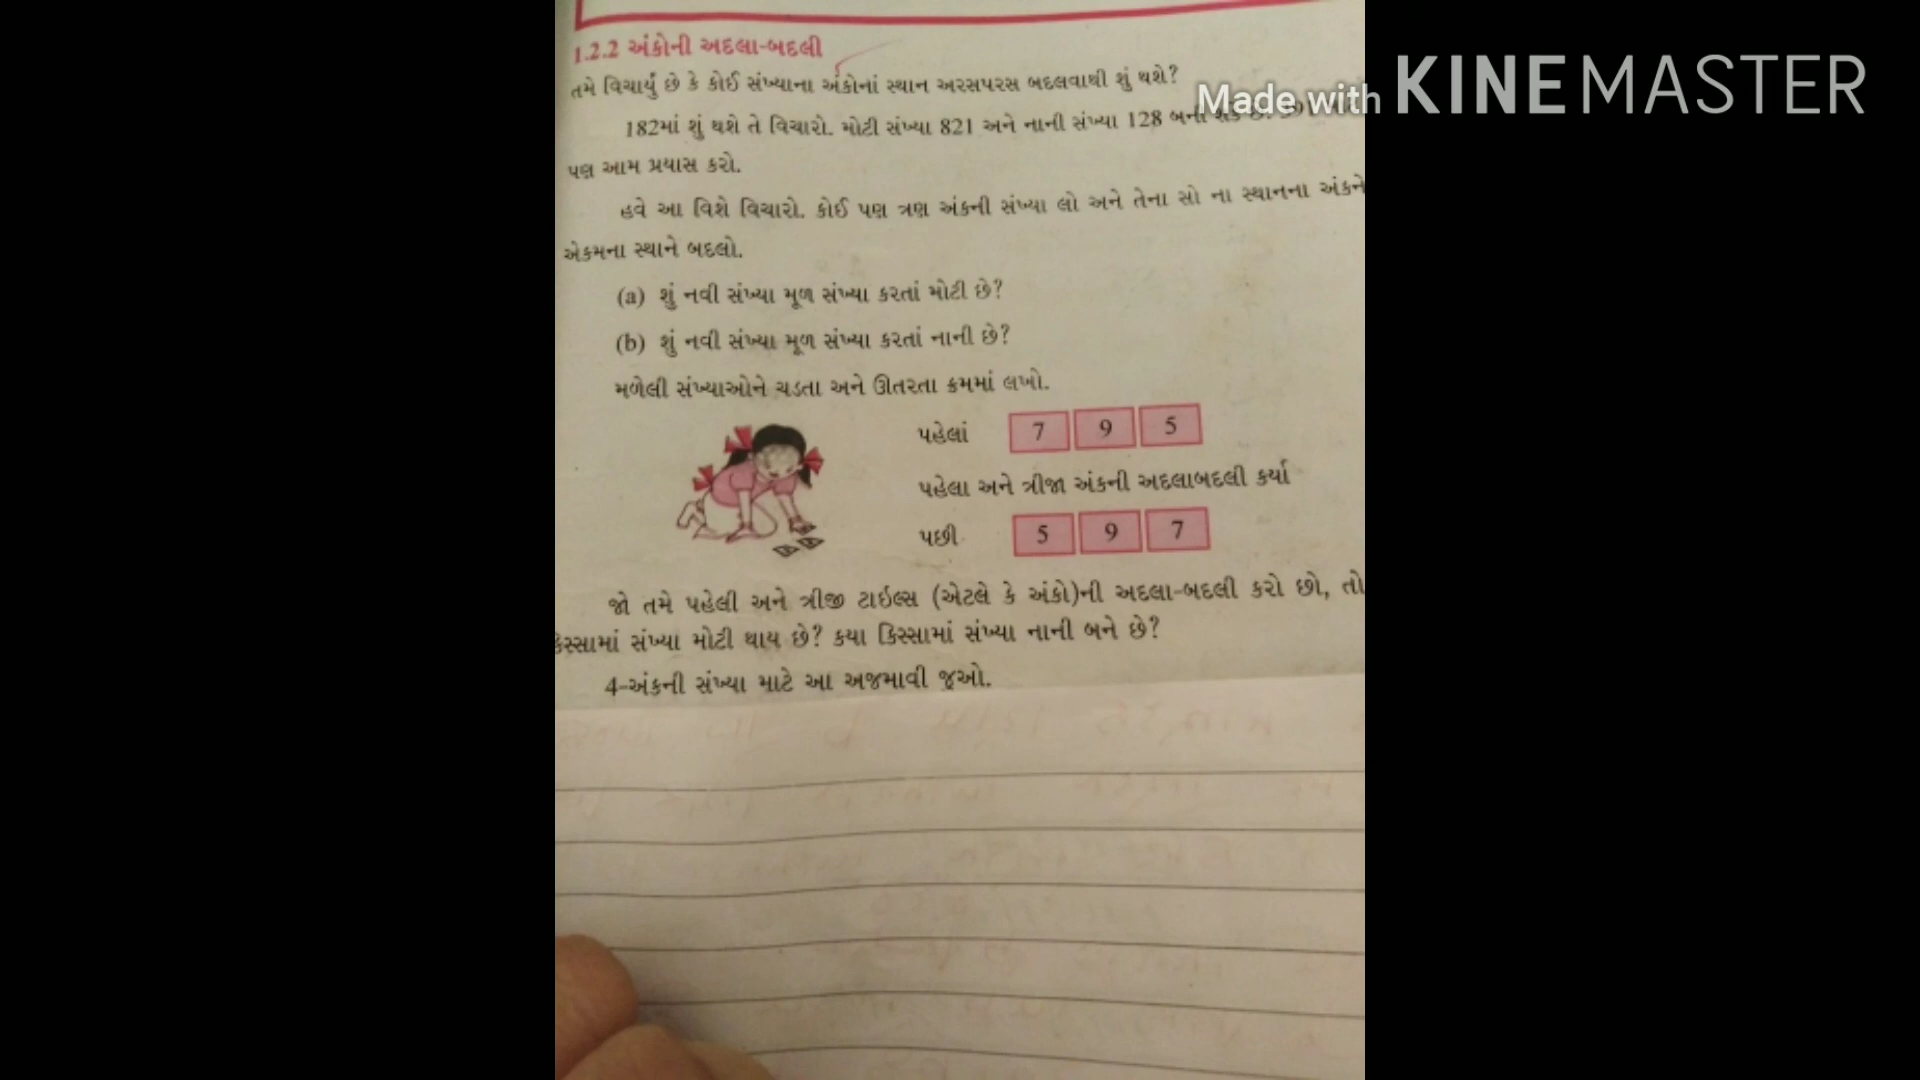 1.2.2 અંકોની અદલા-બદલી
તમે વિચાર્યું છે કે કોઈ સંખ્યાના અંકોનાં સ્થાન અરસપરસ બદલવાથી શું થશે?
Made with KINEMASTER
182માં શું થશે તે વિચારો. મોટી સંખ્યા 821 અને નાની સંખ્યા 128 બની
પણ આમ પ્રયાસ કરો.
હવે આ વિશે વિચારો. કોઈ પણ ત્રણ અંકની સંખ્યા લો અને તેના સો ના સ્થાનના અંકને
એકમના સ્થાને બદલો.
(a) શું નવી સંખ્યા મૂળ સંખ્યા કરતાં મોટી છે?
(b) શું નવી સંખ્યા મૂળ સંખ્યા કરતાં નાની છે?
મળેલી સંખ્યાઓને ચડતા અને ઊતરતા ક્રમમાં લખો.
પહેલાં 7 9 5
પહેલા અને ત્રીજા અંકની અદલાબદલી કર્યા
પછી 5 9 7
જો તમે પહેલી અને ત્રીજી ટાઇલ્સ (એટલે કે અંકો)ની અદલા-બદલી કરો છો, તો
કિસ્સામાં સંખ્યા મોટી થાય છે? કયા કિસ્સામાં સંખ્યા નાની બને છે?
4-અંકની સંખ્યા માટે આ અજમાવી જૂઓ.